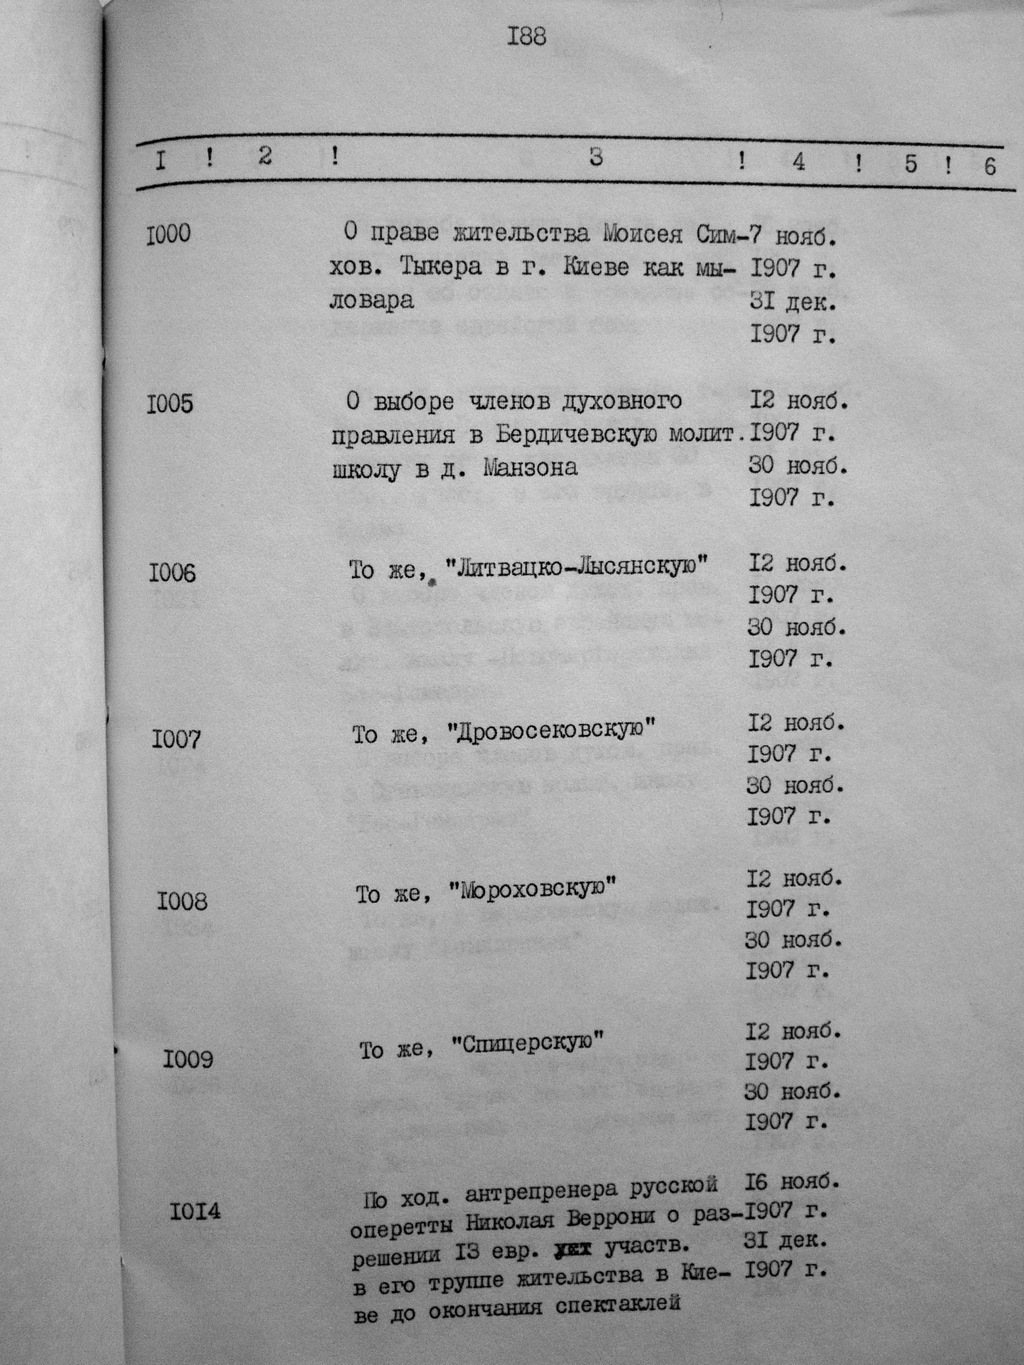 I88
I ! 2 ! 3 ! 4 ! 5 ! 6
I000 О праве жительства Моисея Сим- 7 нояб.
хов. Тыкера в г. Киеве как мы- I907 г.
ловара 3I дек.
I907 г.
I005 О выборе членов духовного I2 нояб.
правления в Бердичевскую молит. I907 г.
школу в д. Манзона 30 нояб.
I907 г.
I006 То же, "Литвацко-Лысянскую" I2 нояб.
I907 г.
30 нояб.
I907 г.
I007 То же, "Дровосековскую" I2 нояб.
I907 г.
30 нояб.
I907 г.
I008 То же, "Мороховскую" I2 нояб.
I907 г.
30 нояб.
I907 г.
I009 То же, "Спицерскую" I2 нояб.
I907 г.
30 нояб.
I907 г.
I0I4 По ход. антрепренера русской I6 нояб.
оперетты Николая Веррони о раз- I907 г.
решении I3 евр. участв. 3I дек.
в его труппе жительства в Кие- I907 г.
ве до окончания спектаклей